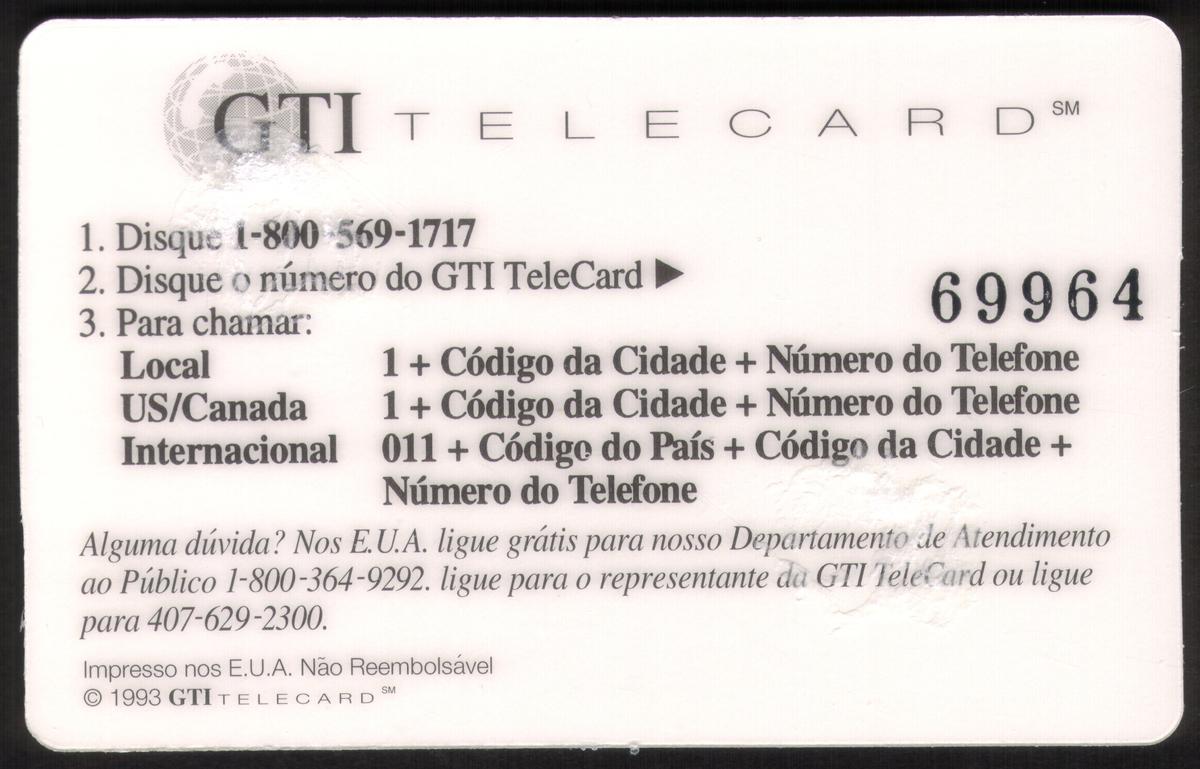 GTI TELECARD SM
1. Disque 1-800-569-1717
2. Disque o número do GTI TeleCard ▶
69964
3. Para chamar:
Local 1 + Código da Cidade + Número do Telefone
US/Canada 1 + Código da Cidade + Número do Telefone
Internacional 011 + Código do País + Código da Cidade +
Número do Telefone
Alguma dúvida? Nos E.U.A. ligue grátis para nosso Departamento de Atendimento
ao Público 1-800-364-9292. ligue para o representante da GTI TeleCard ou ligue
para 407-629-2300.
Impresso nos E.U.A. Não Reembolsável
© 1993 GTI TELECARD SM